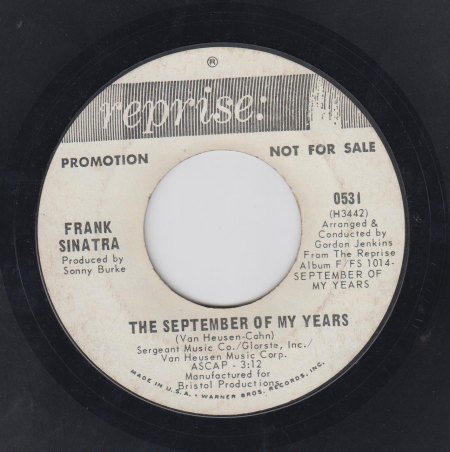 ®
reprise:
PROMOTION NOT FOR SALE
FRANK
SINATRA
Produced by
Sonny Burke
0531
(H3442)
Arranged &
Conducted by
Gordon Jenkins
From The Reprise
Album F/FS 1014-
SEPTEMBER OF
MY YEARS
THE SEPTEMBER OF MY YEARS
(Van Heusen-Cahn)
Sergeant Music Co./Glorste, Inc./
Van Heusen Music Corp.
ASCAP - 3:12
Manufactured for
Bristol Productions
MADE IN U.S.A. • WARNER BROS. RECORDS, INC.